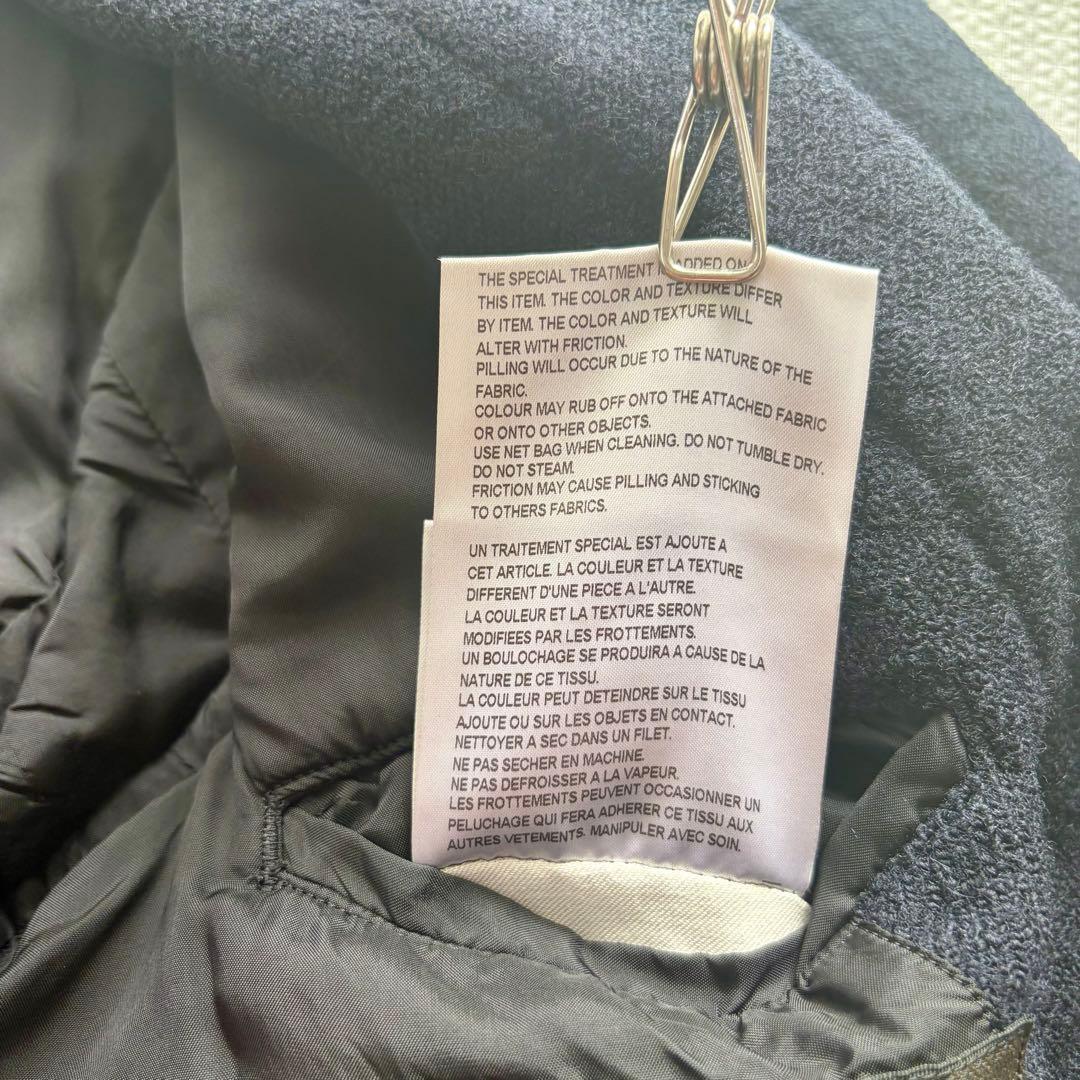 THE SPECIAL TREATMENT ADDED ON
THIS ITEM. THE COLOR AND TEXTURE DIFFER
BY ITEM. THE COLOR AND TEXTURE WILL
ALTER WITH FRICTION.
PILLING WILL OCCUR DUE TO THE NATURE OF THE
FABRIC.
COLOUR MAY RUB OFF ONTO THE ATTACHED FABRIC
OR ONTO OTHER OBJECTS.
USE NET BAG WHEN CLEANING. DO NOT TUMBLE DRY.
DO NOT STEAM.
FRICTION MAY CAUSE PILLING AND STICKING
TO OTHERS FABRICS.
UN TRAITEMENT SPECIAL EST AJOUTE A
CET ARTICLE. LA COULEUR ET LA TEXTURE
DIFFERENT D'UNE PIECE A L'AUTRE.
LA COULEUR ET LA TEXTURE SERONT
MODIFIEES PAR LES FROTTEMENTS.
UN BOULOCHAGE SE PRODUIRA A CAUSE DE LA
NATURE DE CE TISSU.
LA COULEUR PEUT DETEINDRE SUR LE TISSU
AJOUTE OU SUR LES OBJETS EN CONTACT.
NETTOYER A SEC DANS UN FILET.
NE PAS SECHER EN MACHINE.
NE PAS DEFROISSER A LA VAPEUR.
LES FROTTEMENTS PEUVENT OCCASIONNER UN
PELUCHAGE QUI FERA ADHERER CE TISSU AUX
AUTRES VETEMENTS. MANIPULER AVEC SOIN.